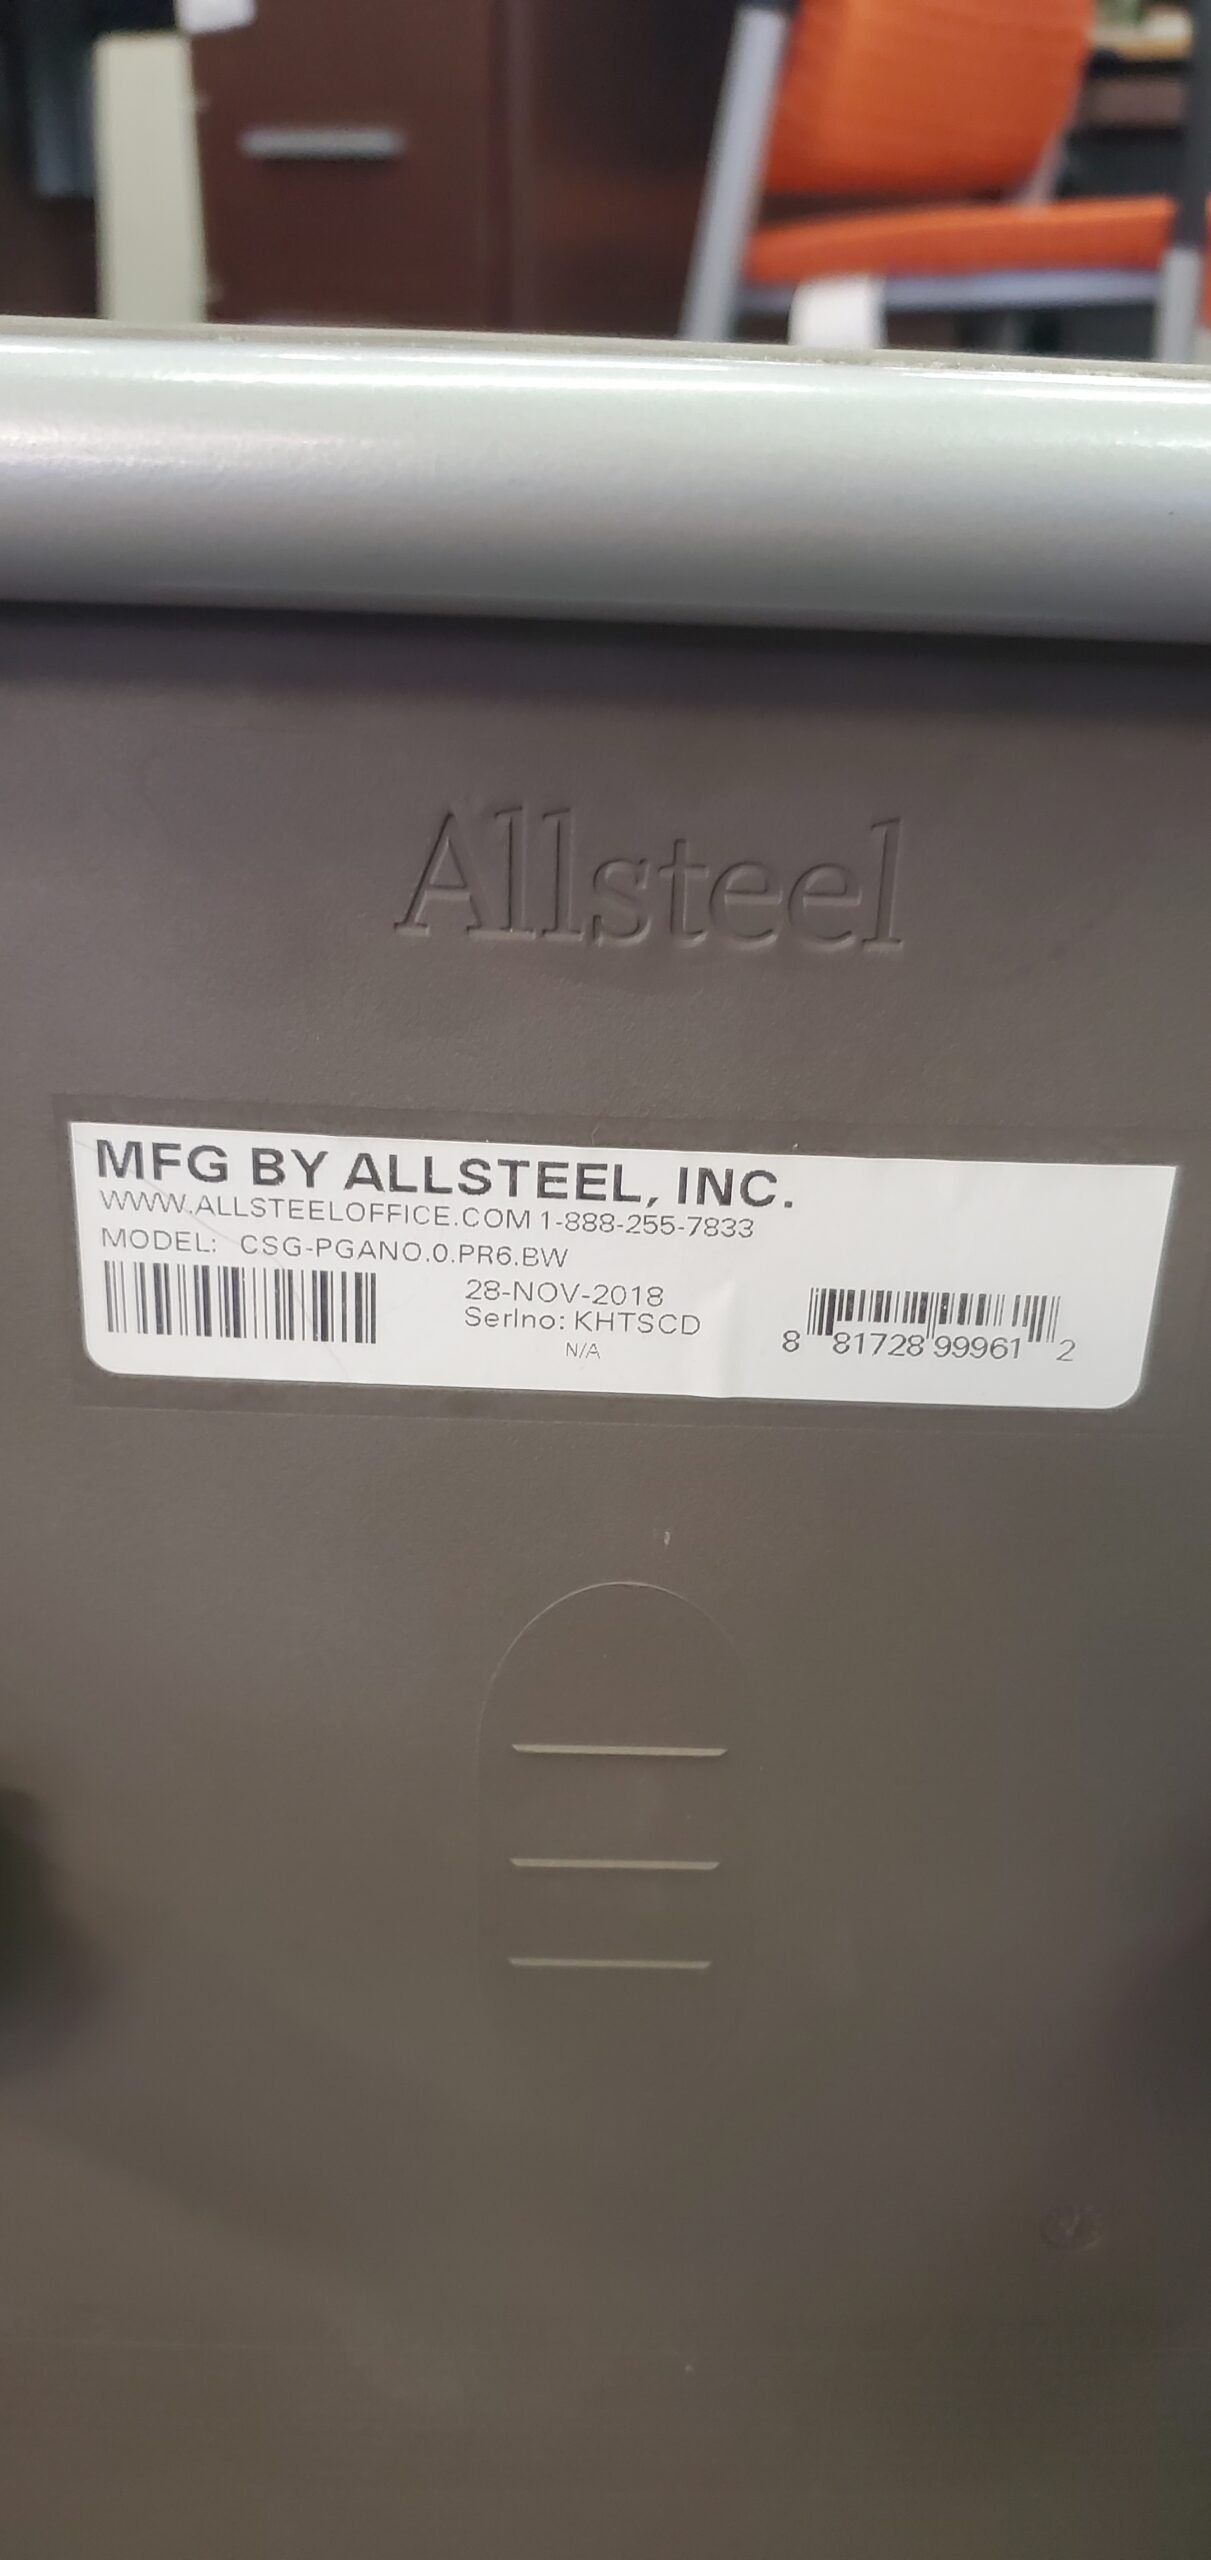 Allsteel
MFG BY ALLSTEEL, INC.
WWW.ALLSTEELOFFICE.COM 1-888-255-7833
MODEL: CSG-PGANO.0.PR6.BW
28-NOV-2018
Serlno: KHTSCD
N/A
8 81728 99961 2